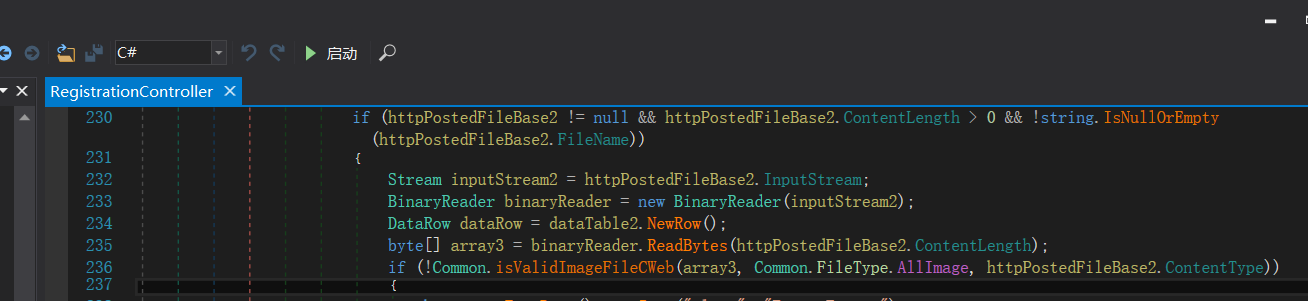 C# 启动
RegistrationController
230 if (httpPostedFileBase2 != null && httpPostedFileBase2.ContentLength > 0 && !string.IsNullOrEmpty
(httpPostedFileBase2.FileName))
231 {
232 Stream inputStream2 = httpPostedFileBase2.InputStream;
233 BinaryReader binaryReader = new BinaryReader(inputStream2);
234 DataRow dataRow = dataTable2.NewRow();
235 byte[] array3 = binaryReader.ReadBytes(httpPostedFileBase2.ContentLength);
236 if (!Common.isValidImageFileCWeb(array3, Common.FileType.AllImage, httpPostedFileBase2.ContentType))
237 {